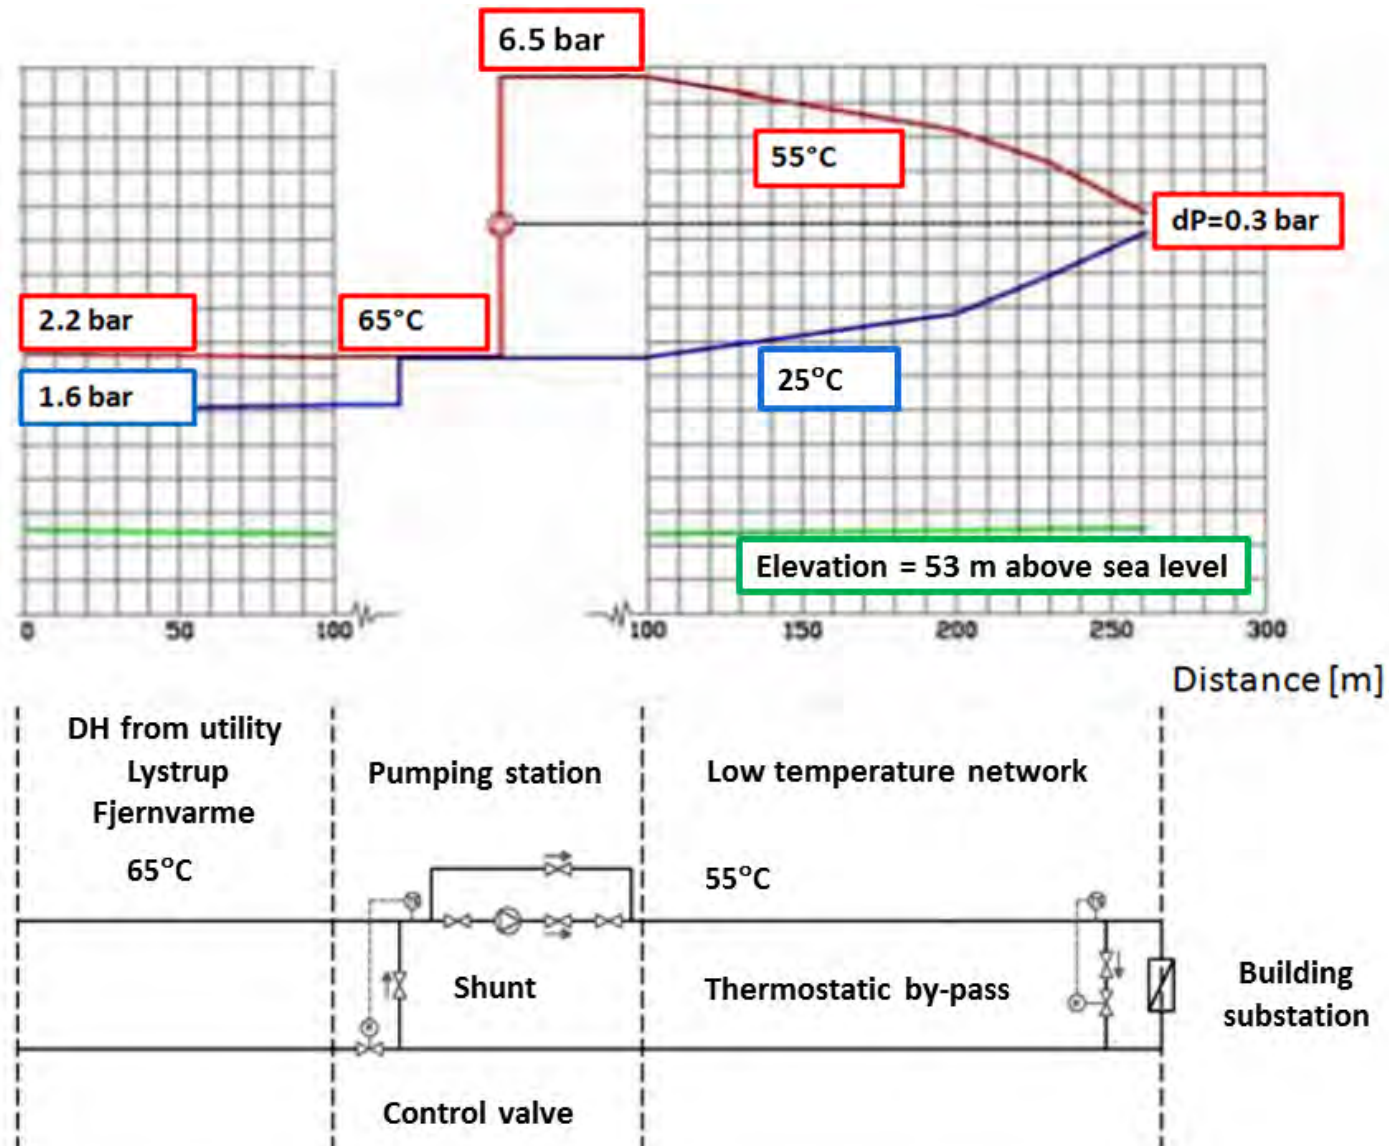 6.5 bar
55°C
dP=0.3 bar
2.2 bar
65°C
1.6 bar
25°C
Elevation = 53 m above sea level
0 50 100 100 150 200 250 300
Distance [m]
DH from utility
Lystrup
Fjernvarme
65°C
Pumping station
Low temperature network
55°C
Shunt
Thermostatic by-pass
Building
substation
Control valve